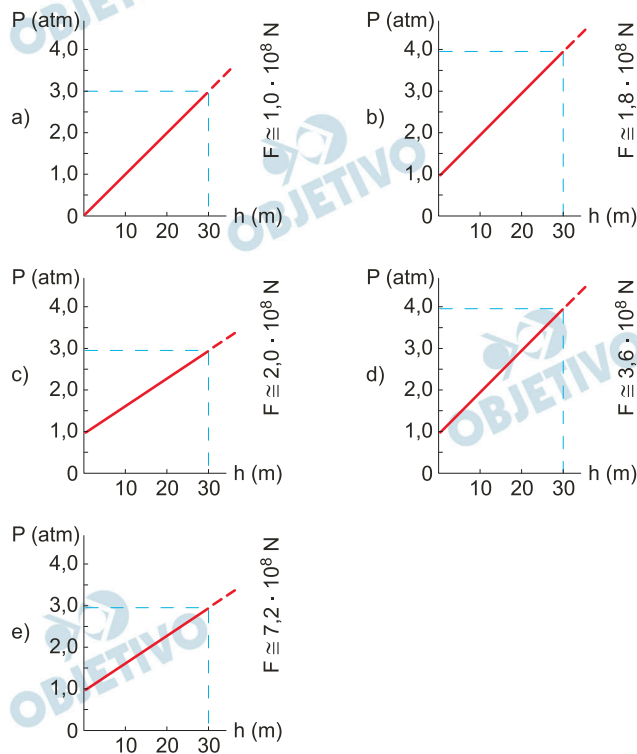 P (atm)
4,0
3,0
2,0
1,0
0
10 20 30 h (m)
a)
F ≅ 1,0 · 10⁸ N
P (atm)
4,0
3,0
2,0
1,0
0
10 20 30 h (m)
b)
F ≅ 1,8 · 10⁸ N
P (atm)
4,0
3,0
2,0
1,0
0
10 20 30 h (m)
c)
F ≅ 2,0 · 10⁸ N
P (atm)
4,0
3,0
2,0
1,0
0
10 20 30 h (m)
d)
F ≅ 3,6 · 10⁸ N
P (atm)
4,0
3,0
2,0
1,0
0
10 20 30 h (m)
e)
F ≅ 7,2 · 10⁸ N
OBJETIVO
OBJETIVO
OBJETIVO
OBJETIVO